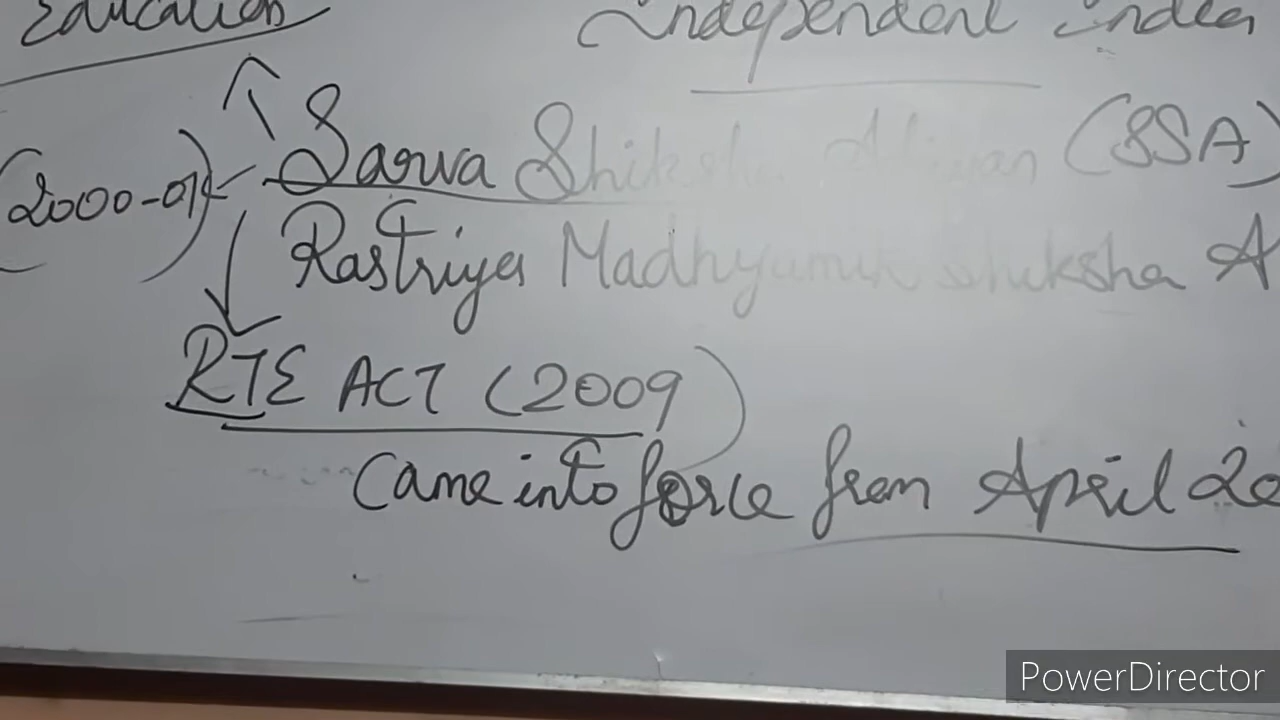 Education Independent India
(2000-01) - Sarva Shiksha Abhiyan (SSA)
Rastriya Madhyamik Shiksha A
RTE ACT (2009)
Came into force from April 20
PowerDirector